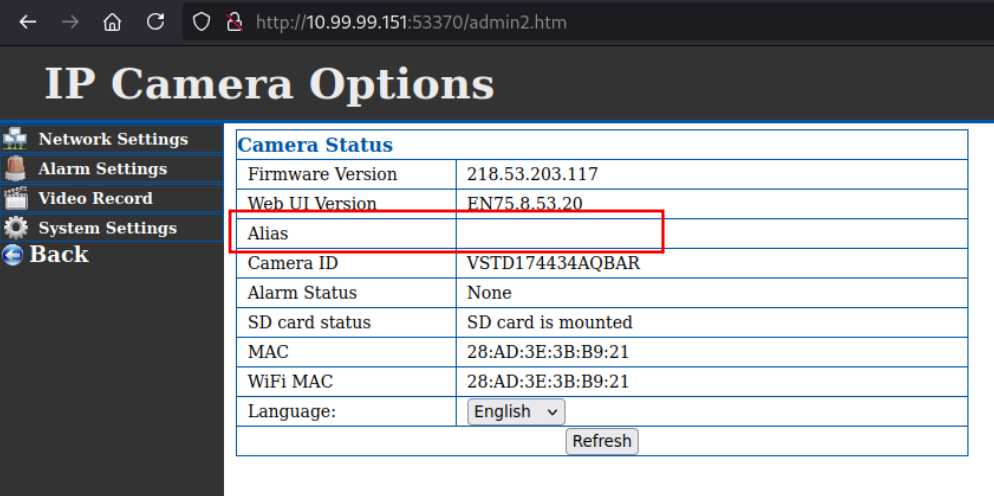 http://10.99.99.151:53370/admin2.htm
IP Camera Options
Network Settings
Alarm Settings
Video Record
System Settings
Back
Camera Status
Firmware Version 218.53.203.117
Web UI Version EN75.8.53.20
Alias
Camera ID VSTD174434AQBAR
Alarm Status None
SD card status SD card is mounted
MAC 28:AD:3E:3B:B9:21
WiFi MAC 28:AD:3E:3B:B9:21
Language: English
Refresh